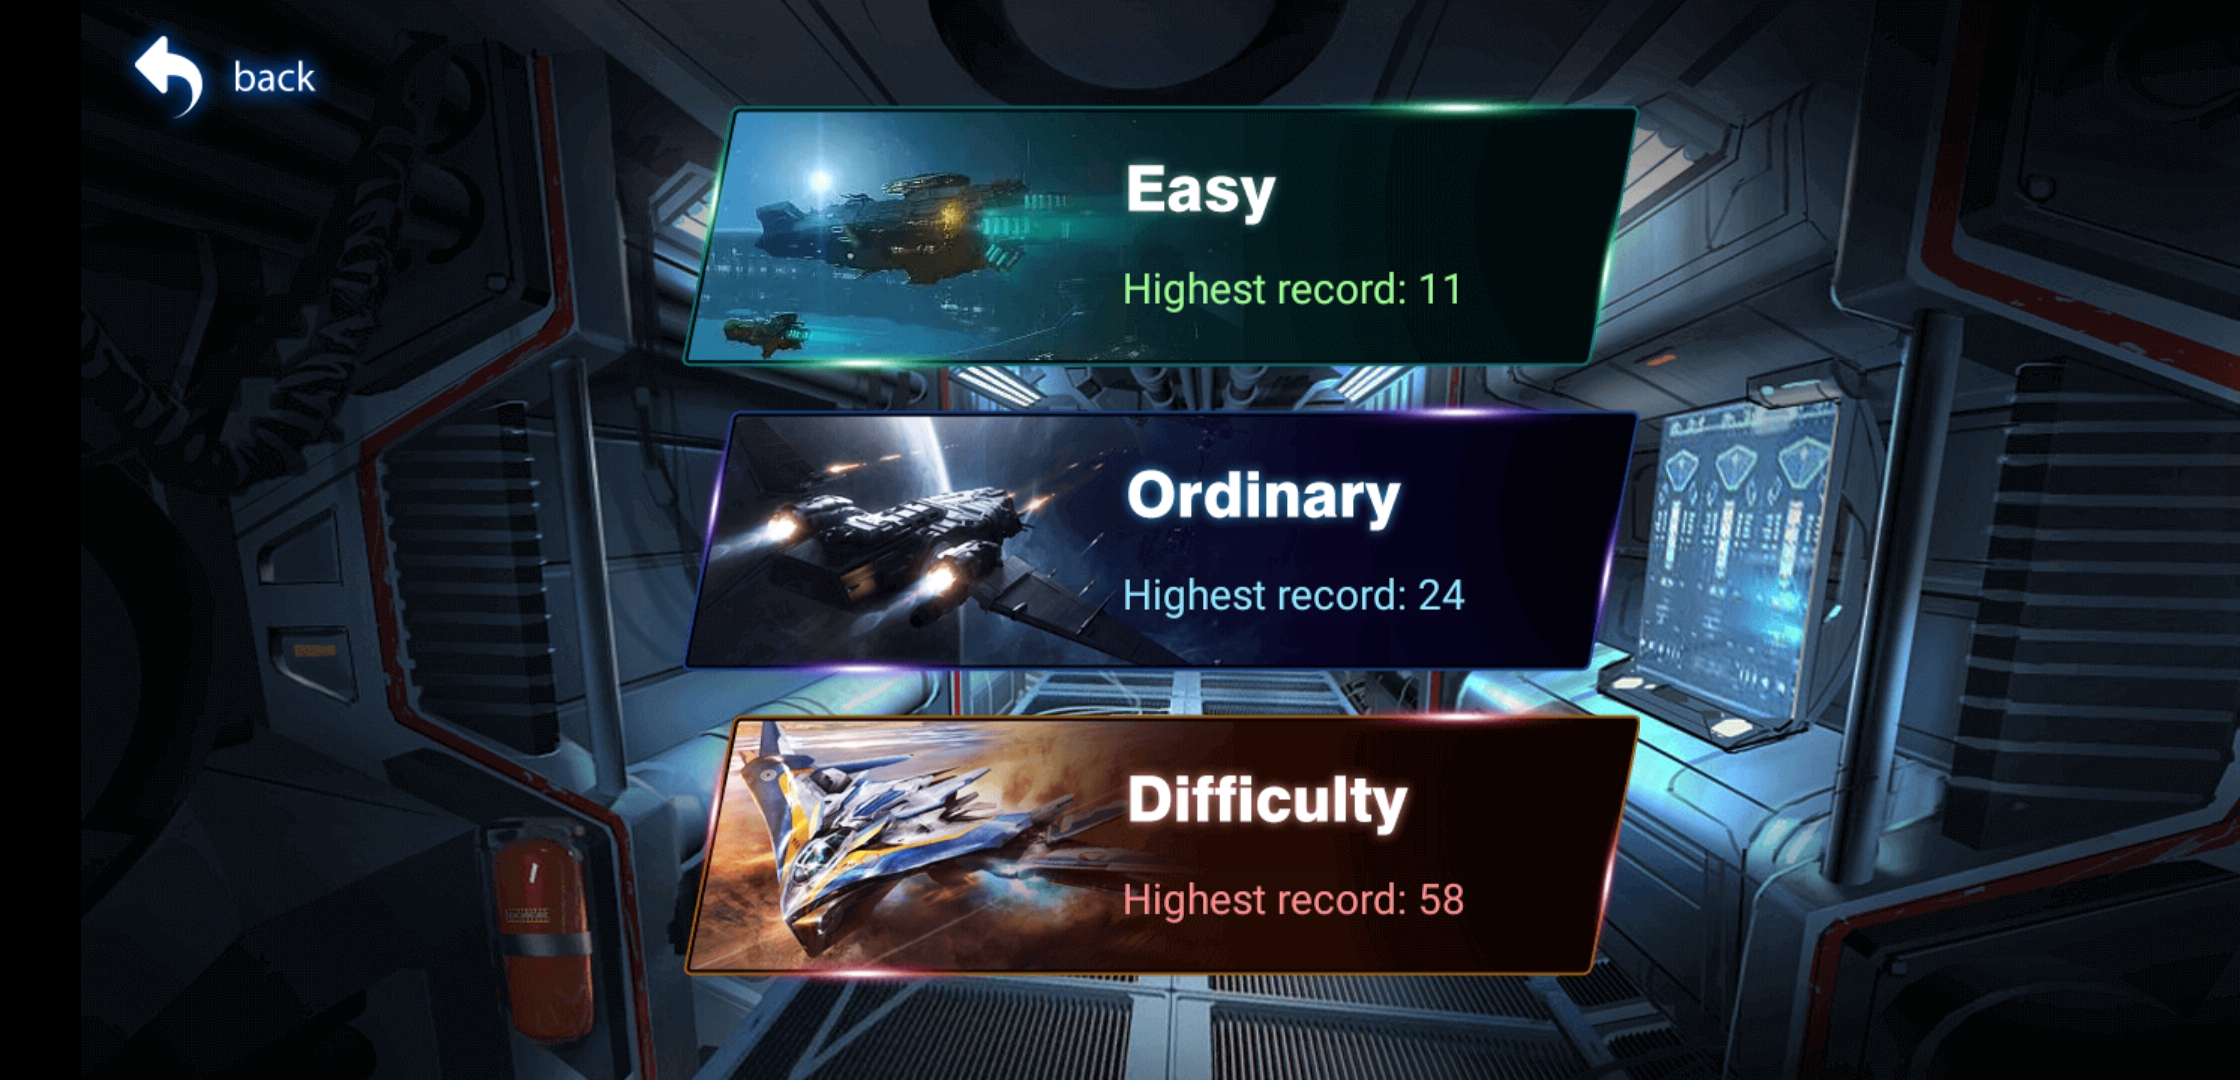 back
Easy
Highest record: 11
Ordinary
Highest record: 24
Difficulty
Highest record: 58